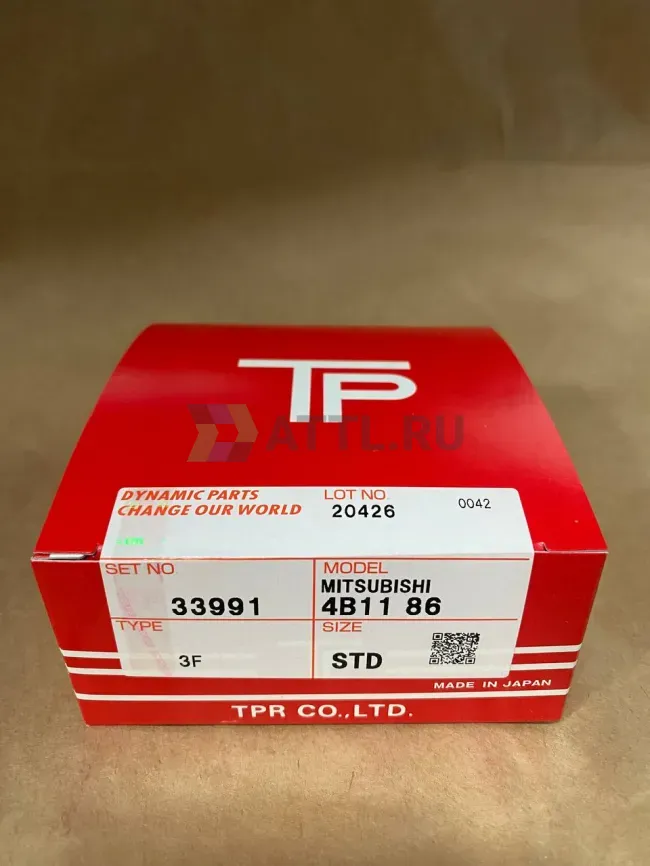 TP
ATTL.RU
DYNAMIC PARTS
CHANGE OUR WORLD
LOT NO.
20426
0042
SET NO
33991
MODEL
MITSUBISHI
4B11 86
TYPE
3F
SIZE
STD
MADE IN JAPAN
TPR CO.,LTD.